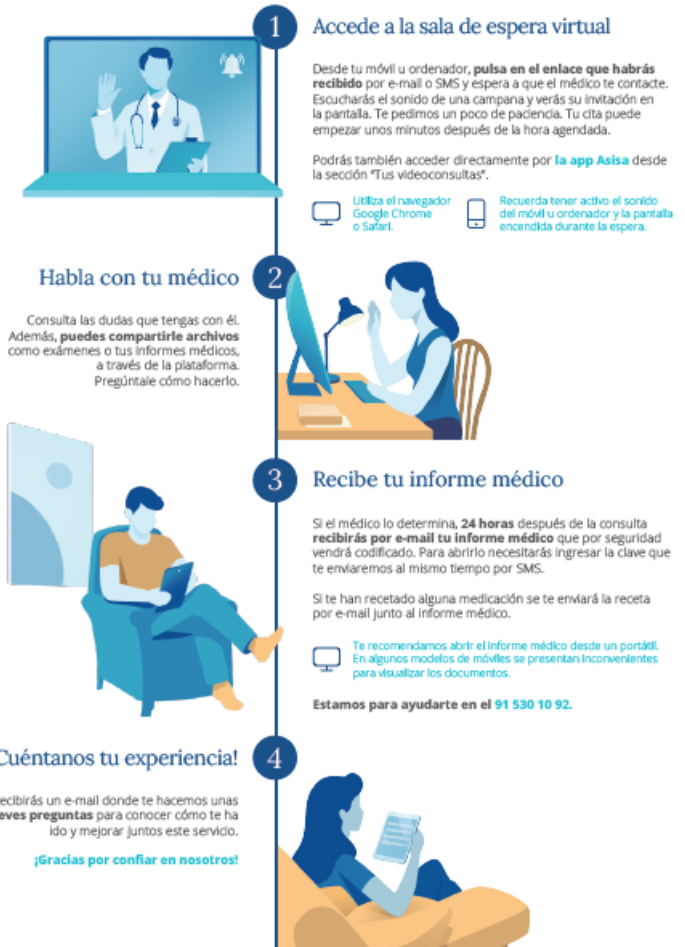 1
Accede a la sala de espera virtual
Desde tu móvil u ordenador, pulsa en el enlace que habrás
recibido por e-mail o SMS y espera a que el médico te contacte.
Escucharás el sonido de una campana y verás su invitación en
la pantalla. Te pedimos un poco de paciencia. Tu cita puede
empezar unos minutos después de la hora agendada.
Podrás también acceder directamente por la app Asisa desde
la sección "Tus videoconsultas".
Utiliza el navegador
Google Chrome
o Safari.
Recuerda tener activo el sonido
del móvil u ordenador y la pantalla
encendida durante la espera.
Habla con tu médico
2
Consulta las dudas que tengas con él.
Además, puedes compartirle archivos
como exámenes o tus informes médicos,
a través de la plataforma.
Pregúntale cómo hacerlo.
3
Recibe tu informe médico
Si el médico lo determina, 24 horas después de la consulta
recibirás por e-mail tu informe médico que por seguridad
vendrá codificado. Para abrirlo necesitarás ingresar la clave que
te enviaremos al mismo tiempo por SMS.
Si te han recetado alguna medicación se te enviará la receta
por e-mail junto al informe médico.
Te recomendamos abrir el informe médico desde un portátil.
En algunos modelos de móviles se presentan inconvenientes
para visualizar los documentos.
Estamos para ayudarte en el 91 530 10 92.
Cuéntanos tu experiencia!
4
ecibirás un e-mail donde te hacemos unas
eves preguntas para conocer cómo te ha
ido y mejorar juntos este servicio.
¡Gracias por confiar en nosotros!